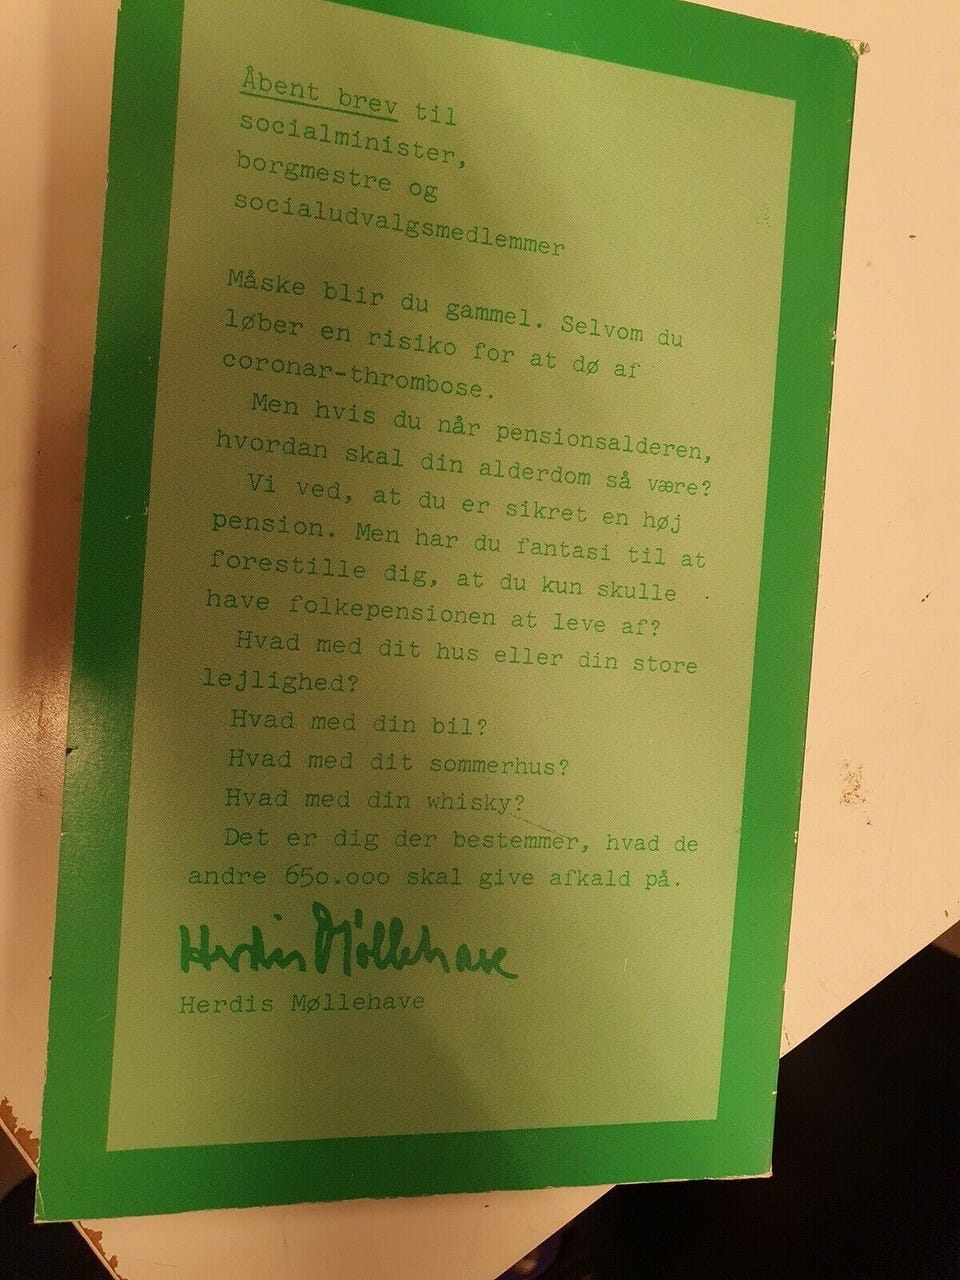 Åbent brev til
socialminister,
borgmestre og
socialudvalgsmedlemmer
Måske blir du gammel. Selvom du
løber en risiko for at dø af
coronar-thrombose.
Men hvis du når pensionsalderen,
hvordan skal din alderdom så være?
Vi ved, at du er sikret en høj
pension. Men har du fantasi til at
forestille dig, at du kun skulle
have folkepensionen at leve af?
Hvad med dit hus eller din store
lejlighed?
Hvad med din bil?
Hvad med dit sommerhus?
Hvad med din whisky?
Det er dig der bestemmer, hvad de
andre 650.000 skal give afkald på.
Herdis Møllehave
Herdis Møllehave